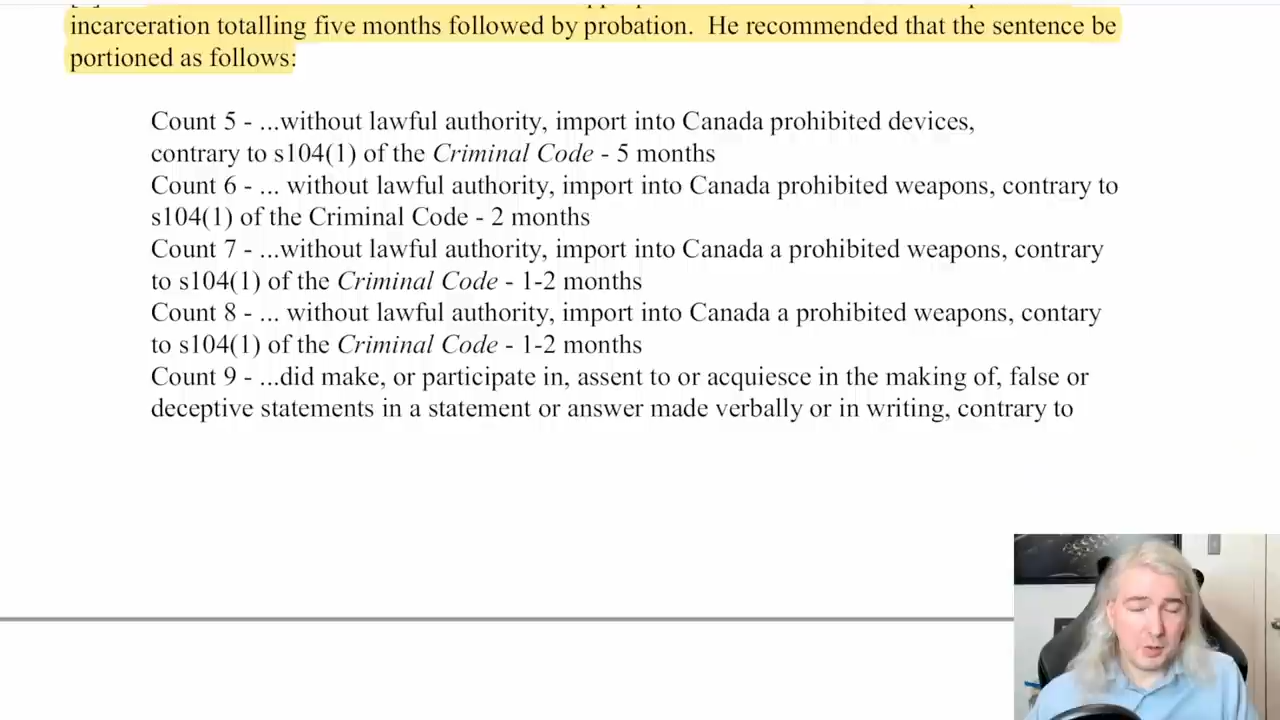 incarceration totalling five months followed by probation.  He recommended that the sentence be
portioned as follows:
Count 5 - ...without lawful authority, import into Canada prohibited devices,
contrary to s104(1) of the Criminal Code - 5 months
Count 6 - ... without lawful authority, import into Canada prohibited weapons, contrary to
s104(1) of the Criminal Code - 2 months
Count 7 - ...without lawful authority, import into Canada a prohibited weapons, contrary
to s104(1) of the Criminal Code - 1-2 months
Count 8 - ... without lawful authority, import into Canada a prohibited weapons, contary
to s104(1) of the Criminal Code - 1-2 months
Count 9 - ...did make, or participate in, assent to or acquiesce in the making of, false or
deceptive statements in a statement or answer made verbally or in writing, contrary to